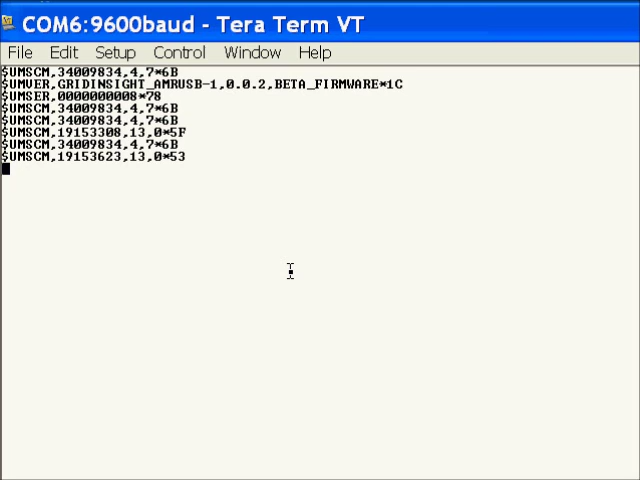 COM6:9600baud - Tera Term VT
File Edit Setup Control Window Help
$UMSCM,34009834,4,7*6B
$UMVER,GRIDINSIGHT_AMRUSB-1,0.0.2,BETA_FIRMWARE*1C
$UMSER,0000000008*78
$UMSCM,34009834,4,7*6B
$UMSCM,34009834,4,7*6B
$UMSCM,19153308,13,0*5F
$UMSCM,34009834,4,7*6B
$UMSCM,19153623,13,0*53